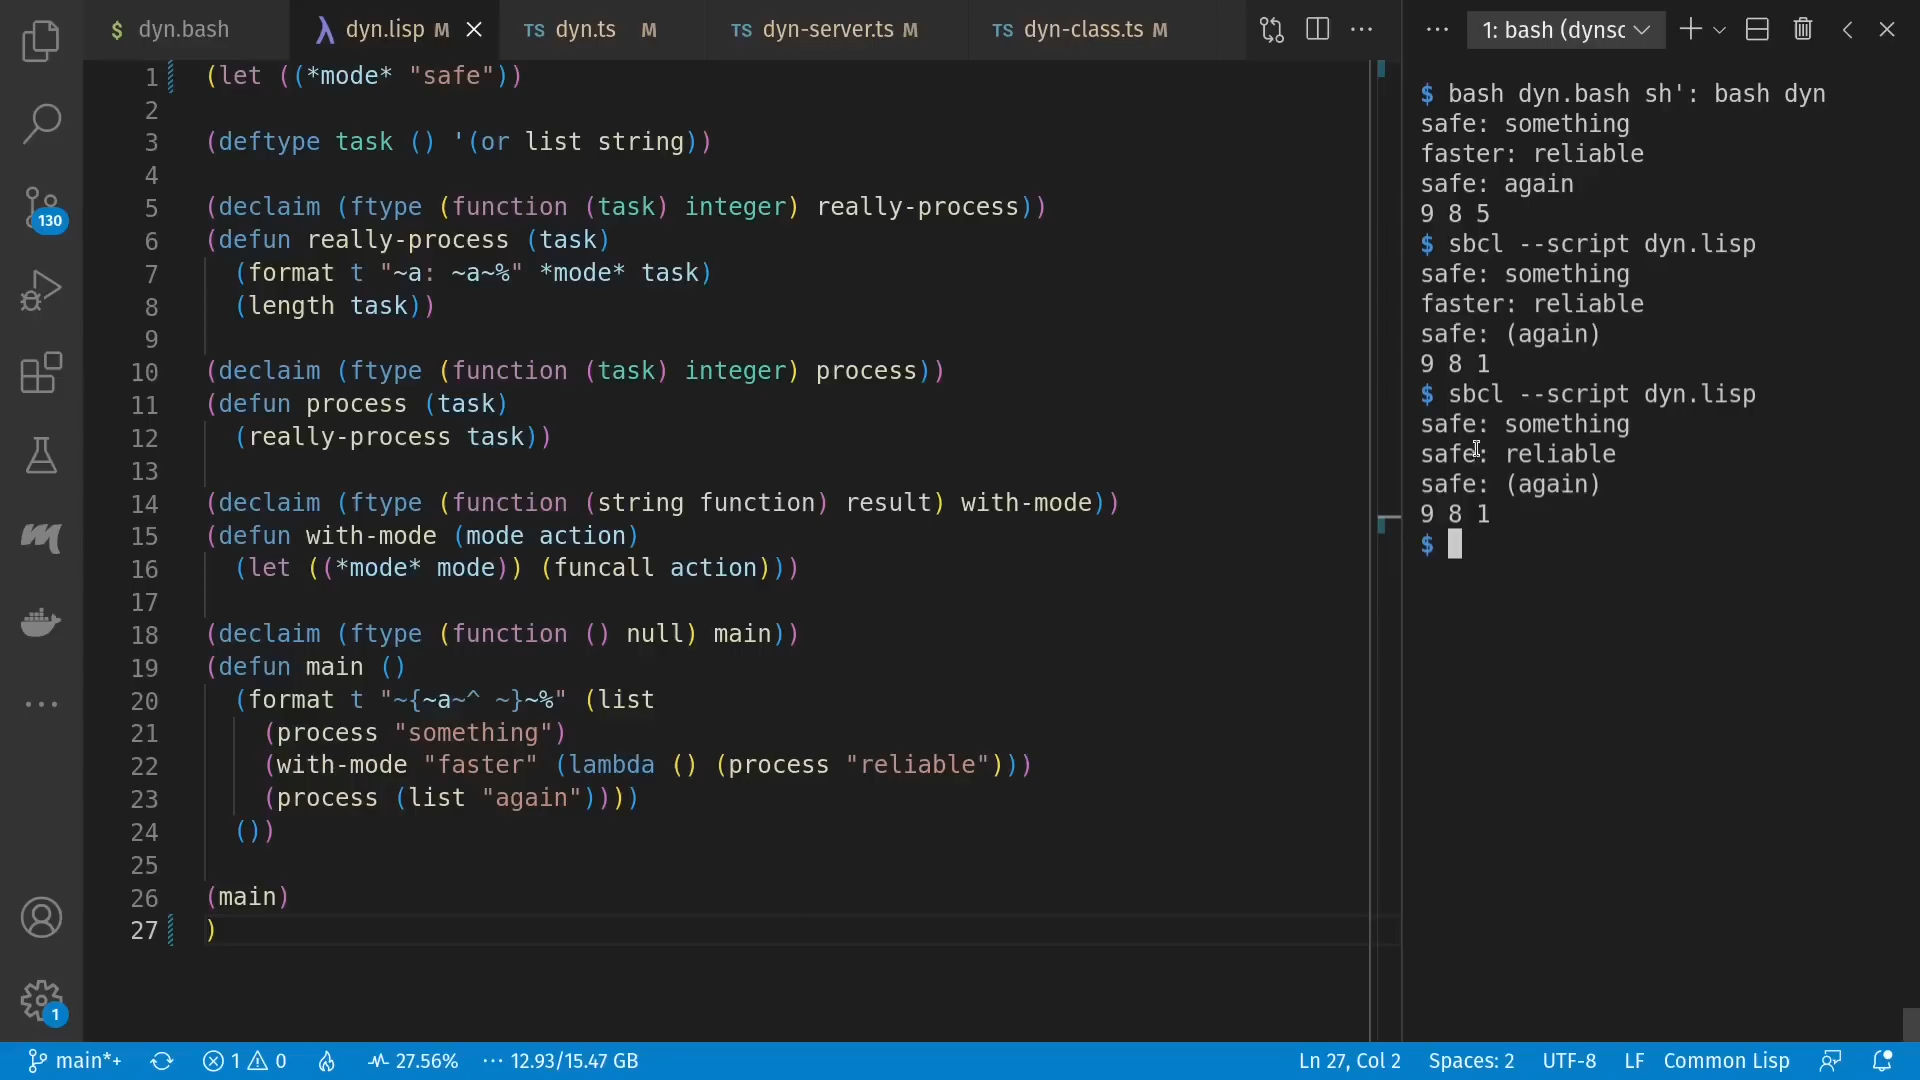 $ dyn.bash
λ dyn.lisp M ×
TS dyn.ts M
TS dyn-server.ts M
TS dyn-class.ts M
1: bash (dynsc
1 (let ((*mode* "safe"))
2
3 (deftype task () '(or list string))
4
5 (declaim (ftype (function (task) integer) really-process))
6 (defun really-process (task)
7 (format t "~a: ~a~%" *mode* task)
8 (length task))
9
10 (declaim (ftype (function (task) integer) process))
11 (defun process (task)
12 (really-process task))
13
14 (declaim (ftype (function (string function) result) with-mode))
15 (defun with-mode (mode action)
16 (let ((*mode* mode)) (funcall action)))
17
18 (declaim (ftype (function () null) main))
19 (defun main ()
20 (format t "~{~a~^ ~}~%" (list
21 (process "something")
22 (with-mode "faster" (lambda () (process "reliable")))
23 (process (list "again"))))
24 ())
25
26 (main)
27 )
$ bash dyn.bash sh': bash dyn
safe: something
faster: reliable
safe: again
9 8 5
$ sbcl --script dyn.lisp
safe: something
faster: reliable
safe: (again)
9 8 1
$ sbcl --script dyn.lisp
safe: something
safe: reliable
safe: (again)
9 8 1
$
130
1
main*+
1 0
27.56%
··· 12.93/15.47 GB
Ln 27, Col 2
Spaces: 2
UTF-8
LF
Common Lisp